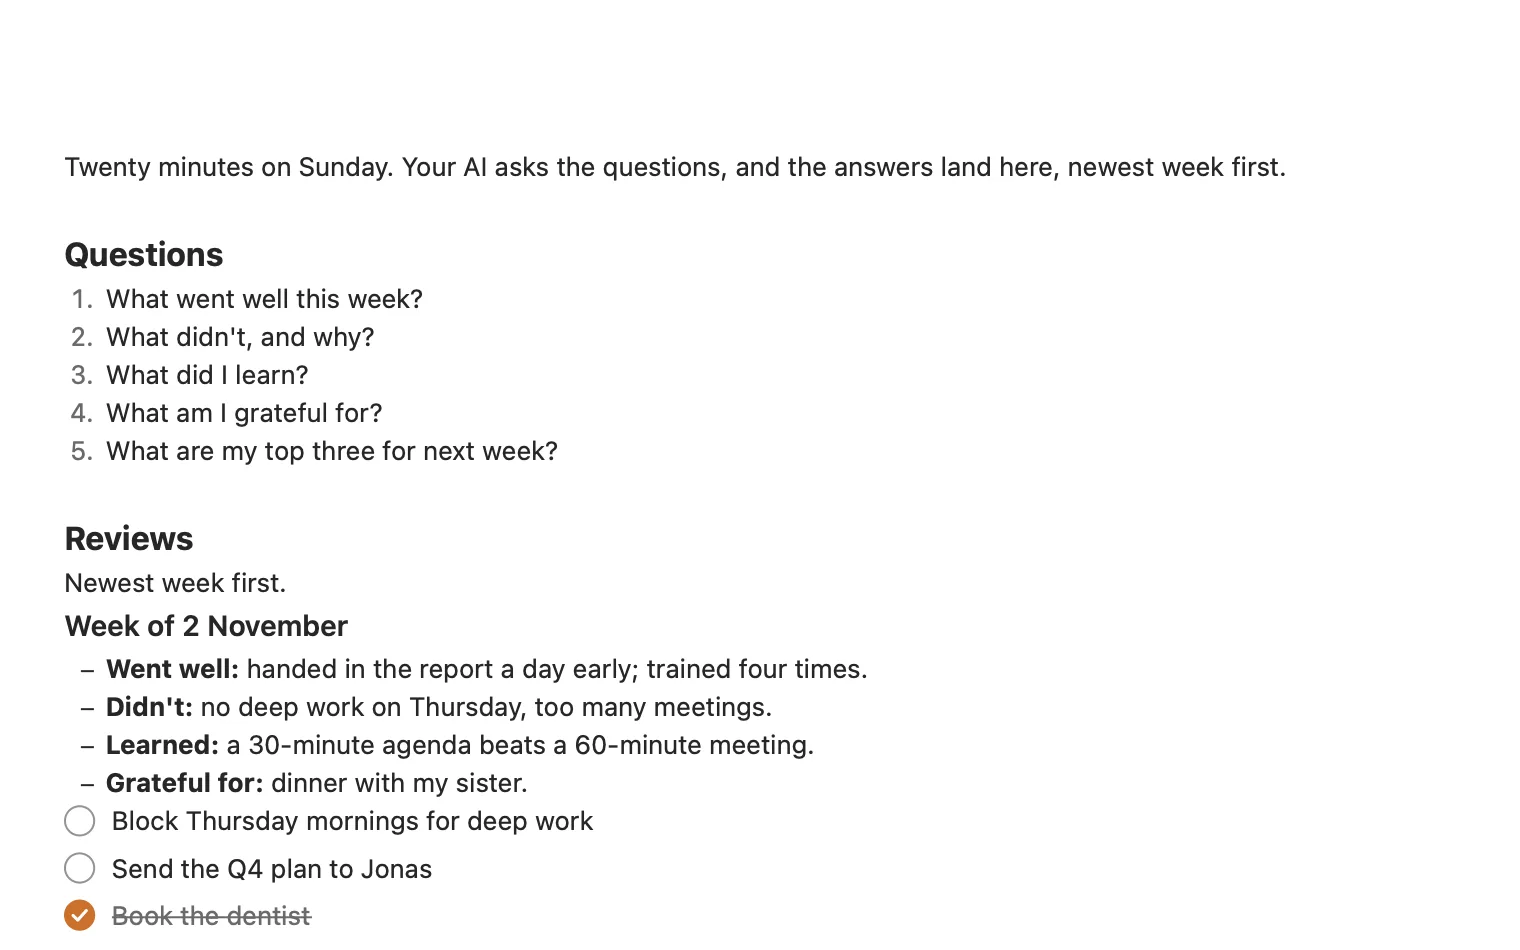 Twenty minutes on Sunday. Your AI asks the questions, and the answers land here, newest week first.
Questions
1. What went well this week?
2. What didn't, and why?
3. What did I learn?
4. What am I grateful for?
5. What are my top three for next week?
Reviews
Newest week first.
Week of 2 November
– Went well: handed in the report a day early; trained four times.
– Didn't: no deep work on Thursday, too many meetings.
– Learned: a 30-minute agenda beats a 60-minute meeting.
– Grateful for: dinner with my sister.
Block Thursday mornings for deep work
Send the Q4 plan to Jonas
Book the dentist